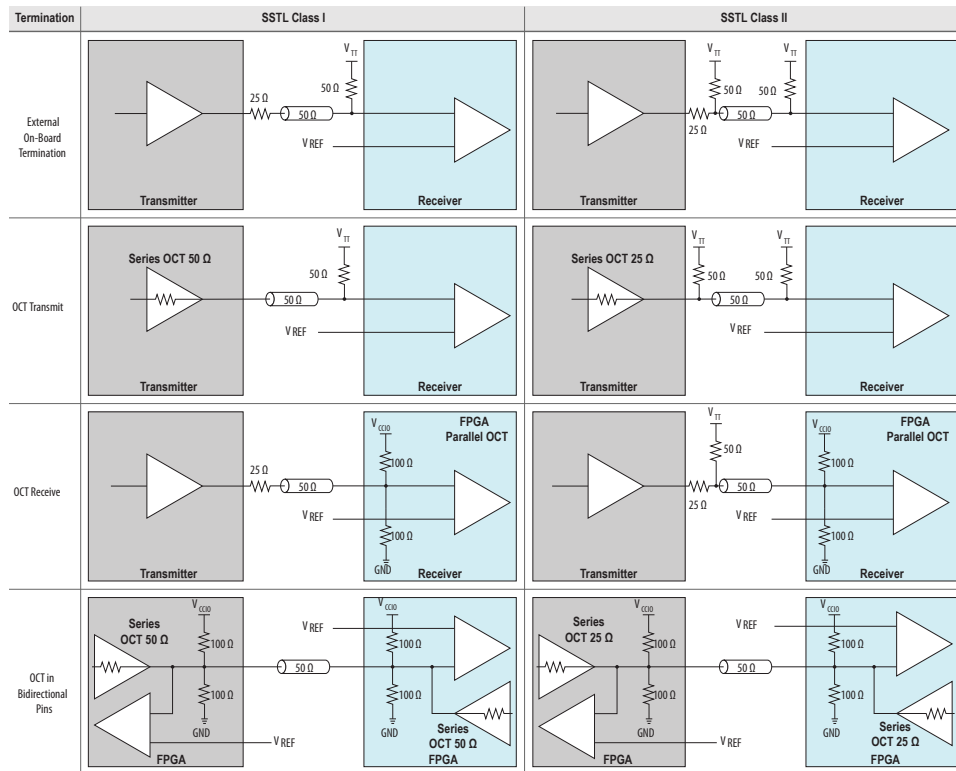 Termination
SSTL Class I
SSTL Class II
External
On-Board
Termination
V TT
50 Ω
25 Ω
50 Ω
V REF
Transmitter
Receiver
V TT
V TT
50 Ω
50 Ω
50 Ω
25 Ω
V REF
Transmitter
Receiver
OCT Transmit
V TT
Series OCT 50 Ω
50 Ω
50 Ω
V REF
Transmitter
Receiver
V TT
V TT
Series OCT 25 Ω
50 Ω
50 Ω
50 Ω
V REF
Transmitter
Receiver
OCT Receive
V CCIO
FPGA
Parallel OCT
100 Ω
25 Ω
50 Ω
V REF
100 Ω
GND
Transmitter
Receiver
V TT
50 Ω
V CCIO
FPGA
Parallel OCT
100 Ω
50 Ω
25 Ω
V REF
100 Ω
GND
Transmitter
Receiver
OCT in
Bidirectional
Pins
V CCIO
Series
OCT 50 Ω
100 Ω
100 Ω
GND
50 Ω
V REF
V CCIO
100 Ω
100 Ω
GND
Series
OCT 50 Ω
V REF
FPGA
FPGA
V CCIO
Series
OCT 25 Ω
100 Ω
100 Ω
GND
50 Ω
V REF
V CCIO
100 Ω
100 Ω
GND
Series
OCT 25 Ω
V REF
FPGA
FPGA